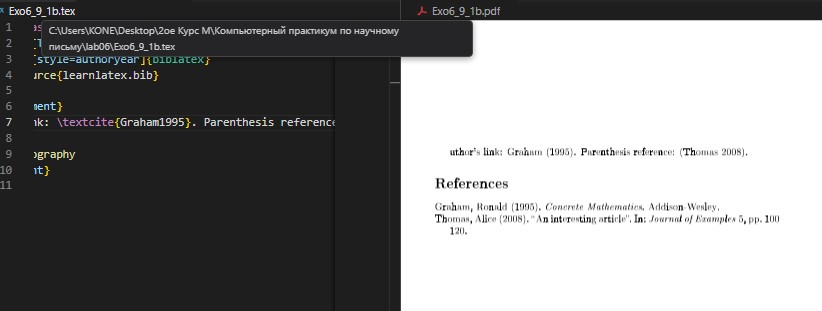 Exo6_9_1b.tex
Exo6_9_1b.pdf
C:\Users\KONE\Desktop\2ое Курс М\Компьютерный практикум по научному
письму\lab06\Exo6_9_1b.tex
1
2
3 [style=authoryear]{biblatex}
4 urce{learnlatex.bib}
5
6 ment}
7 nk: \textcite{Graham1995}. Parenthesis reference
8
9 ography
10 nt}
11
uthor's link: Graham (1995). Parenthesis reference: (Thomas 2008).
References
Graham, Ronald (1995). Concrete Mathematics. Addison-Wesley.
Thomas, Alice (2008). "An interesting article". In: Journal of Examples 5, pp. 100
120.